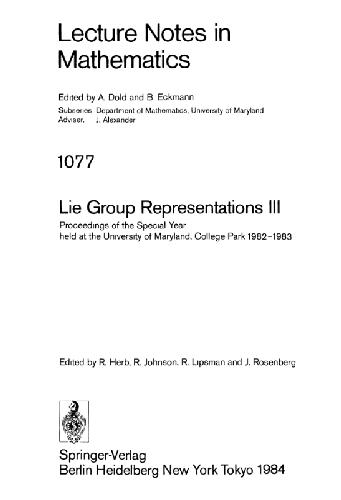 Lecture Notes in
Mathematics
Edited by A. Dold and B. Eckmann
Subseries: Department of Mathematics, University of Maryland
Adviser: J. Alexander
1077
Lie Group Representations III
Proceedings of the Special Year
held at the University of Maryland, College Park 1982-1983
Edited by R. Herb, R. Johnson, R. Lipsman and J. Rosenberg
Springer-Verlag
Berlin Heidelberg New York Tokyo 1984